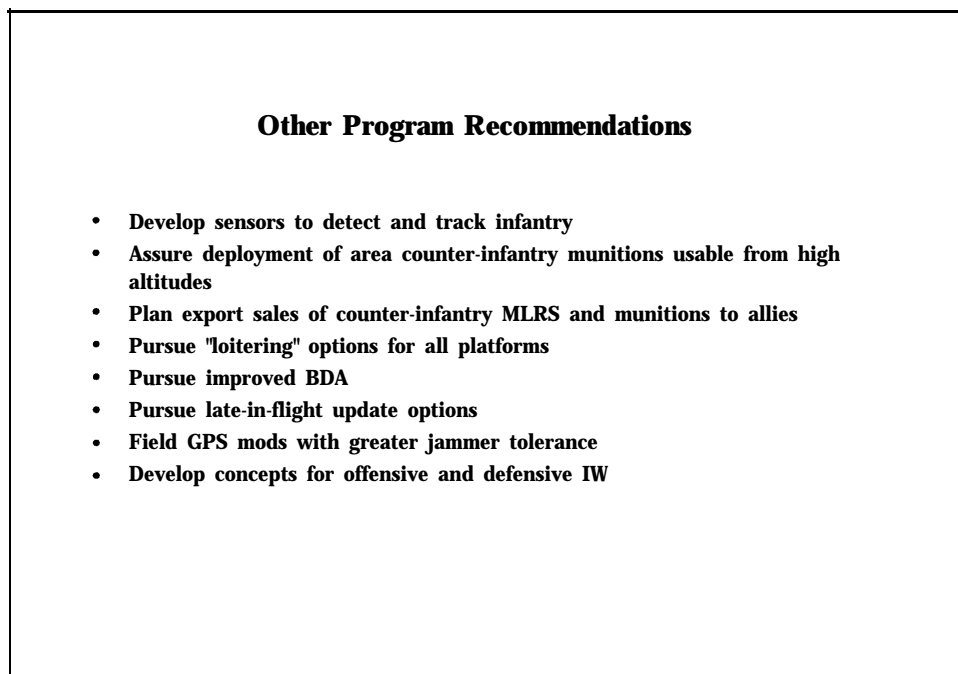 Other Program Recommendations
• Develop sensors to detect and track infantry
• Assure deployment of area counter-infantry munitions usable from high
altitudes
• Plan export sales of counter-infantry MLRS and munitions to allies
• Pursue "loitering" options for all platforms
• Pursue improved BDA
• Pursue late-in-flight update options
• Field GPS mods with greater jammer tolerance
• Develop concepts for offensive and defensive IW